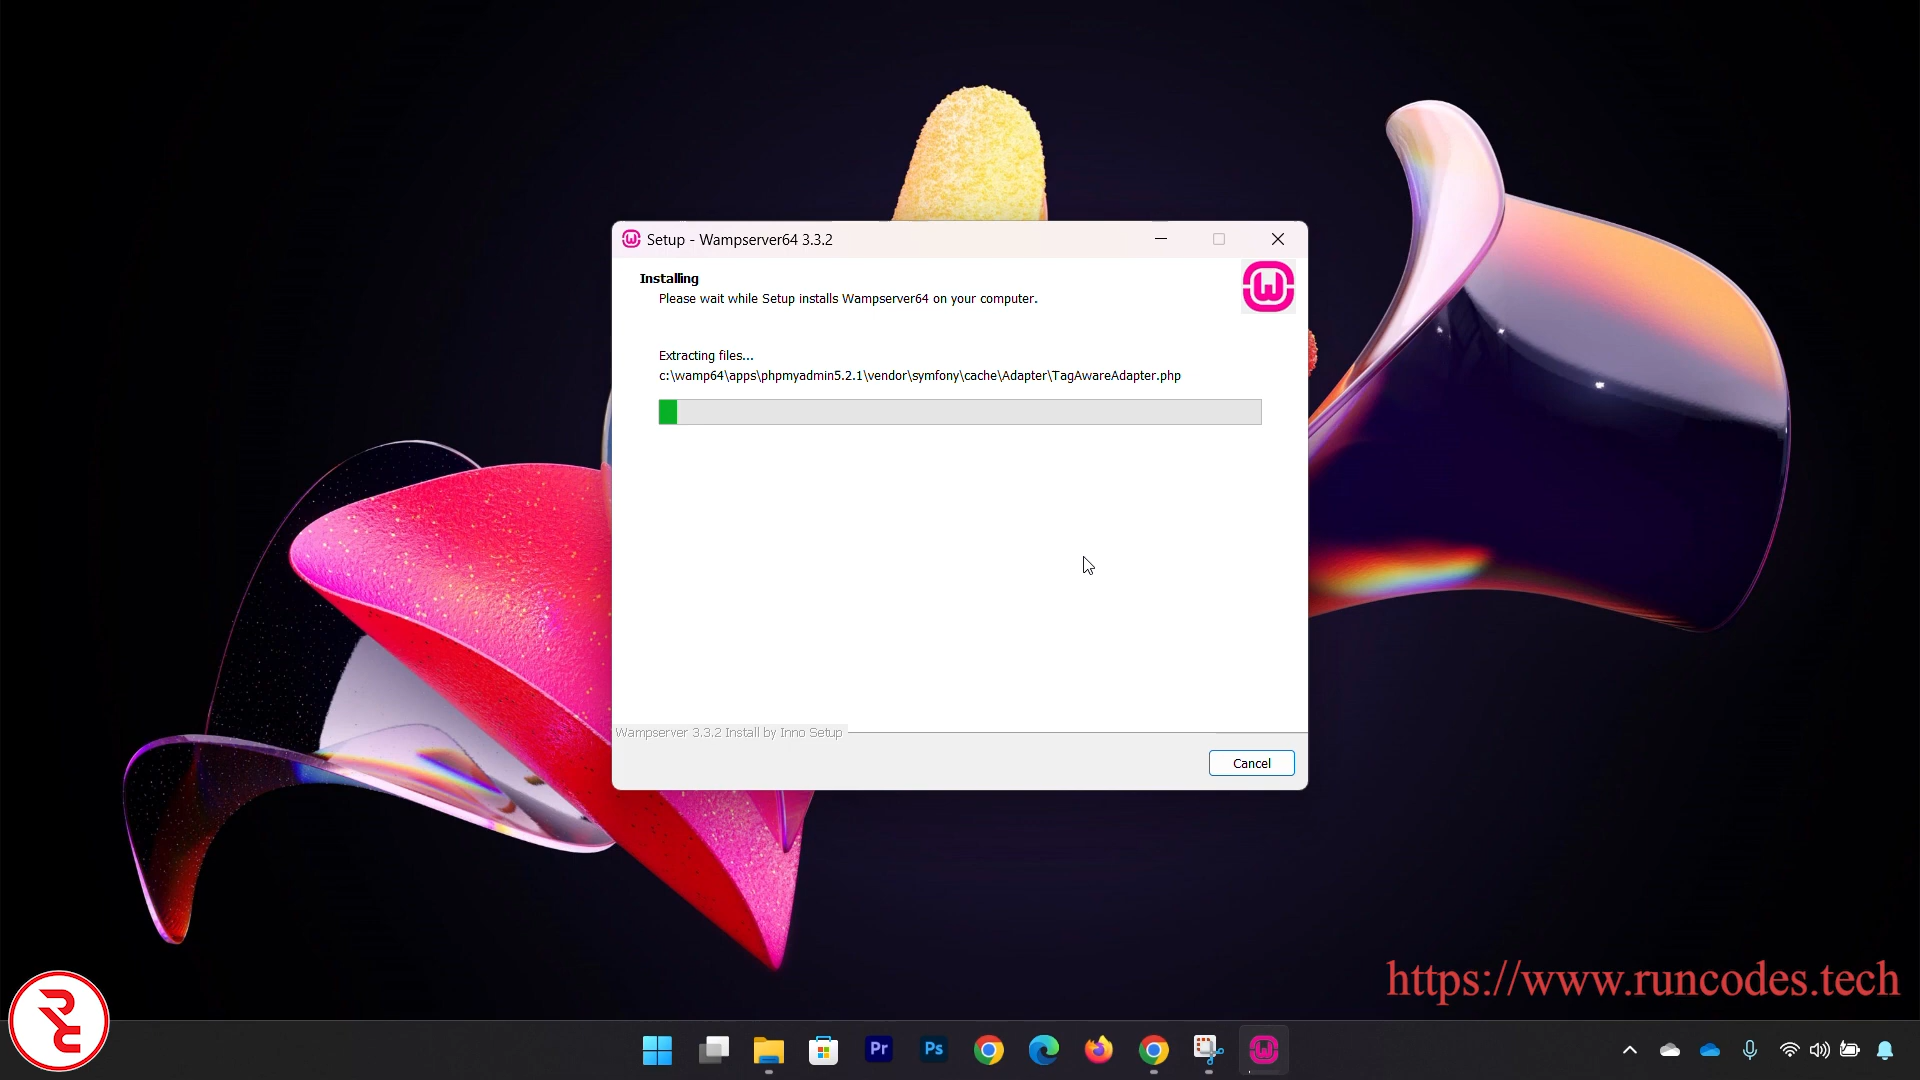 Setup - Wampserver64 3.3.2
Installing
Please wait while Setup installs Wampserver64 on your computer.
Extracting files...
c:\wamp64\apps\phpmyadmin5.2.1\vendor\symfony\cache\Adapter\TagAwareAdapter.php
Wampserver 3.3.2 Install by Inno Setup
Cancel
https://www.runcodes.tech
RC
Pr
Ps